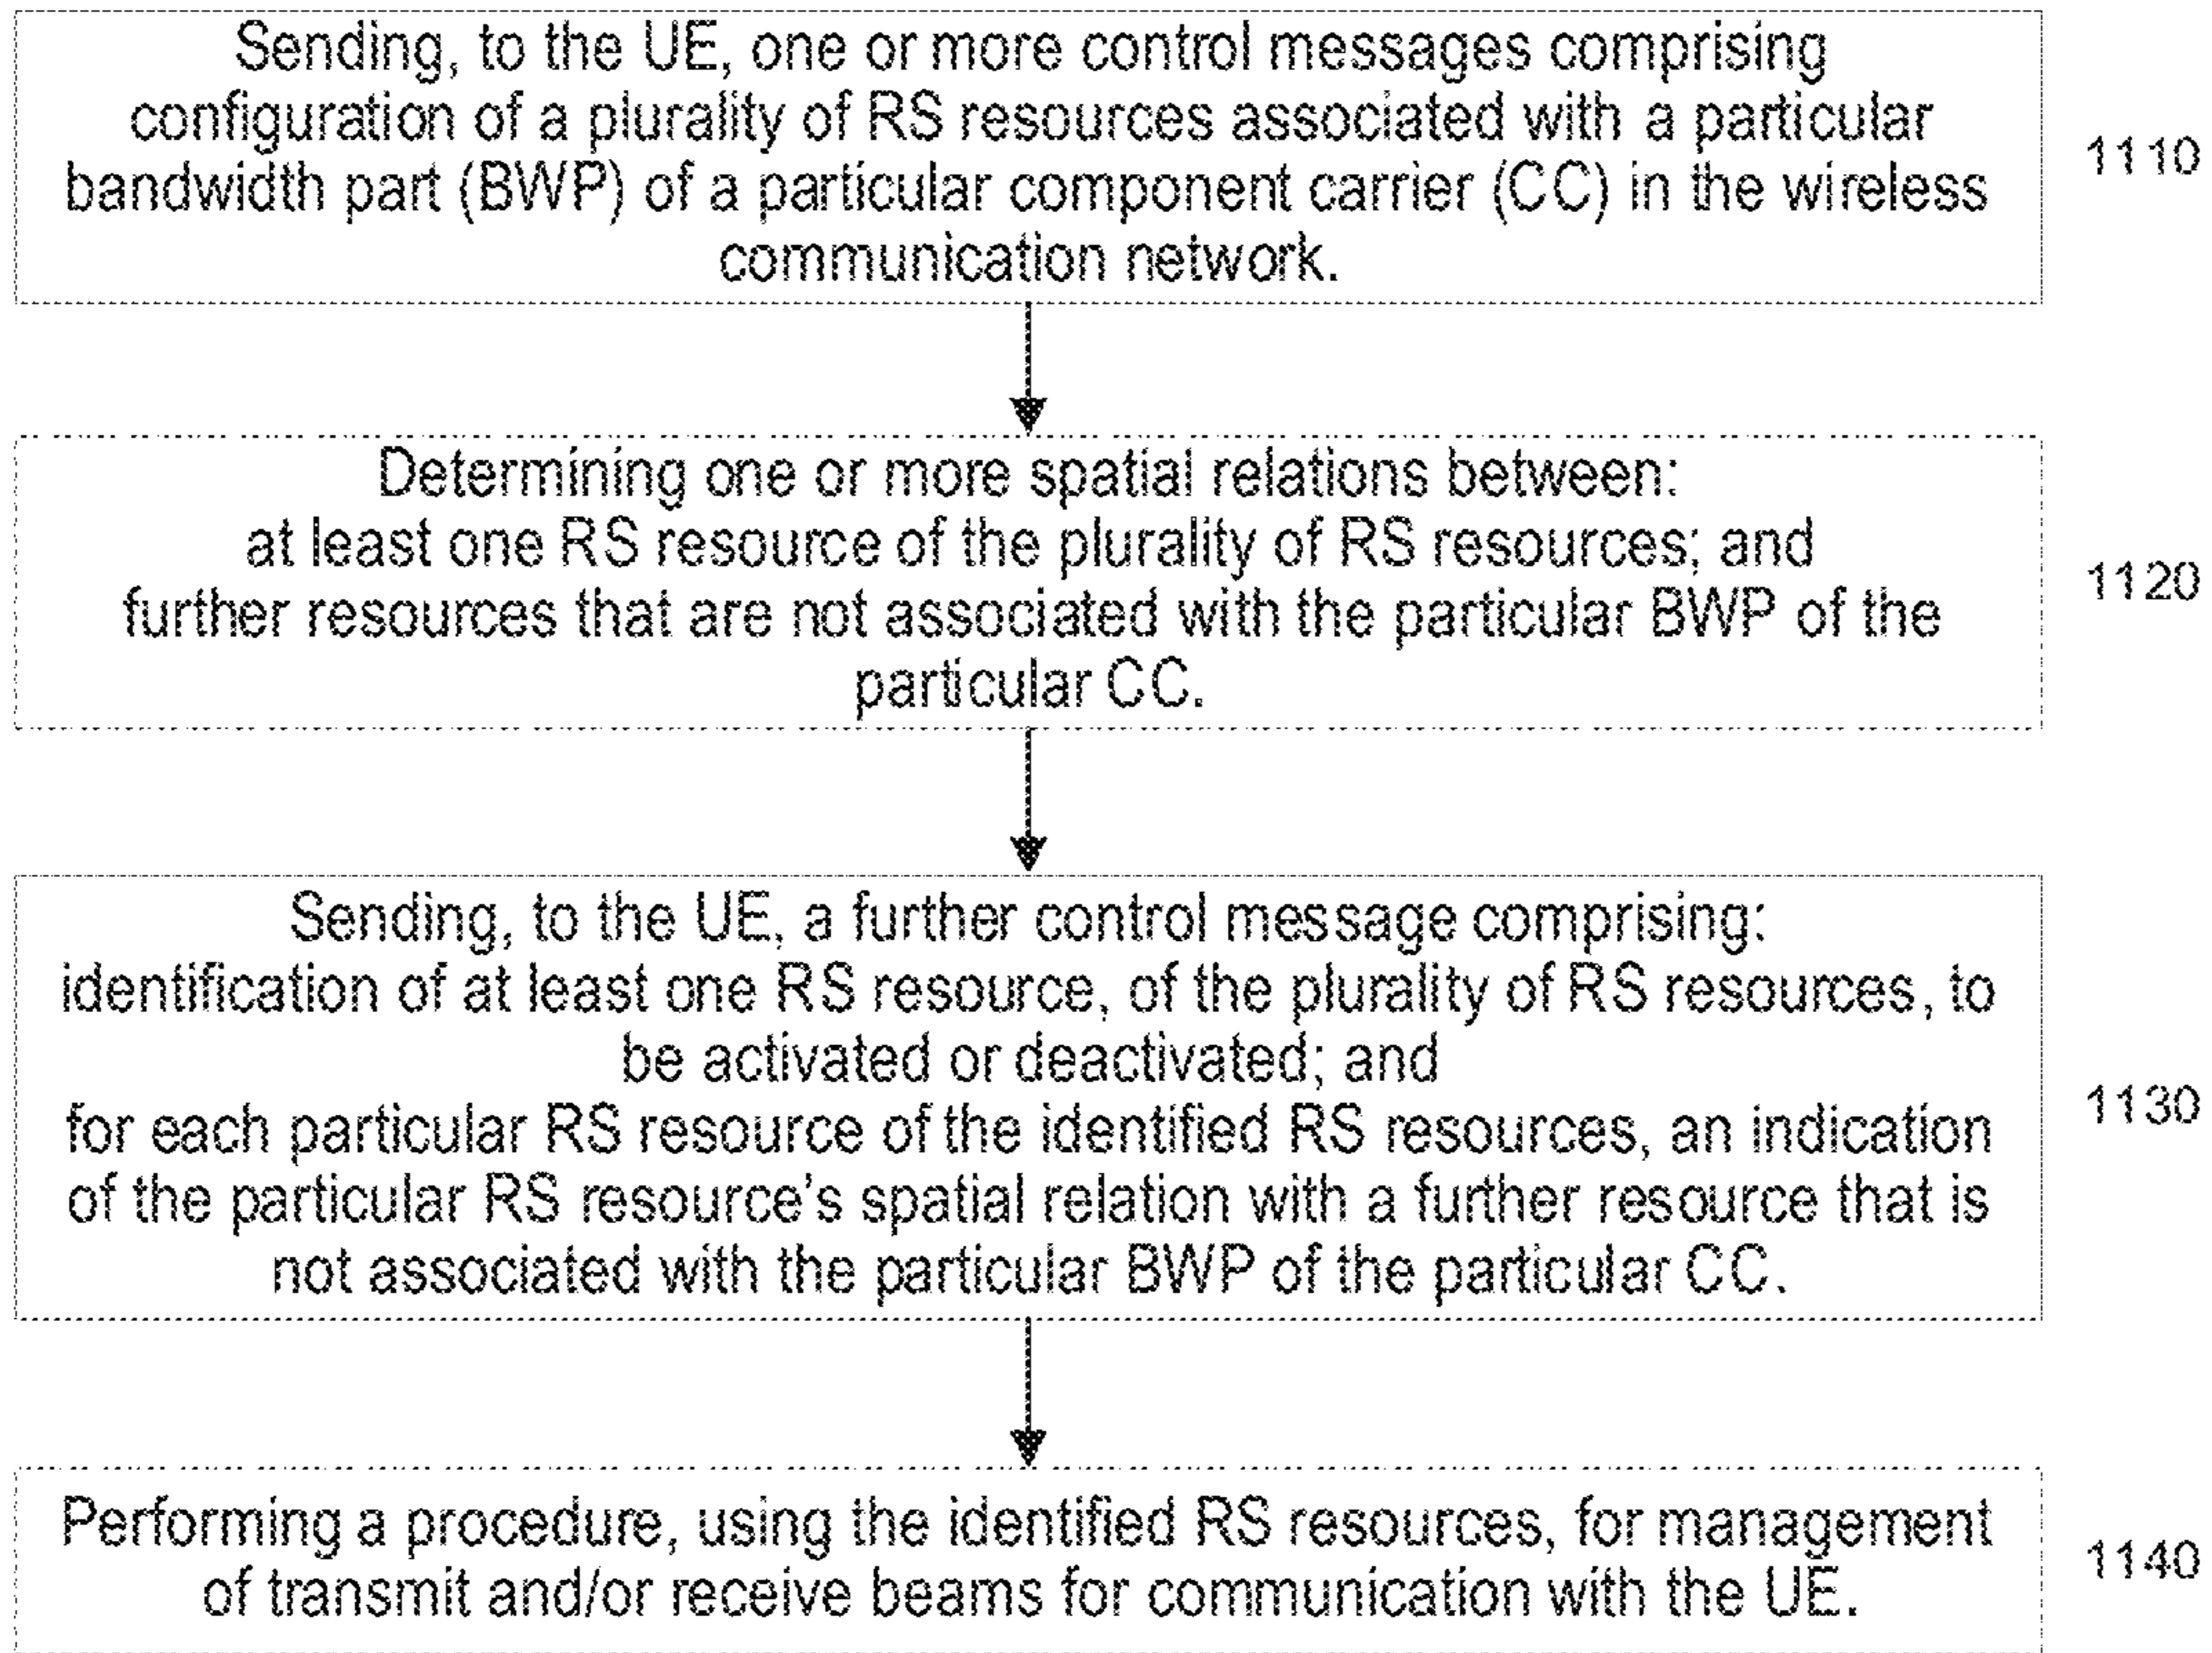 Sending, to the UE, one or more control messages comprising
configuration of a plurality of RS resources associated with a particular
bandwidth part (BWP) of a particular component carrier (CC) in the wireless
communication network.
1110
Determining one or more spatial relations between:
at least one RS resource of the plurality of RS resources; and
further resources that are not associated with the particular BWP of the
particular CC.
1120
Sending, to the UE, a further control message comprising:
identification of at least one RS resource, of the plurality of RS resources, to
be activated or deactivated; and
for each particular RS resource of the identified RS resources, an indication
of the particular RS resource's spatial relation with a further resource that is
not associated with the particular BWP of the particular CC.
1130
Performing a procedure, using the identified RS resources, for management
of transmit and/or receive beams for communication with the UE.
1140